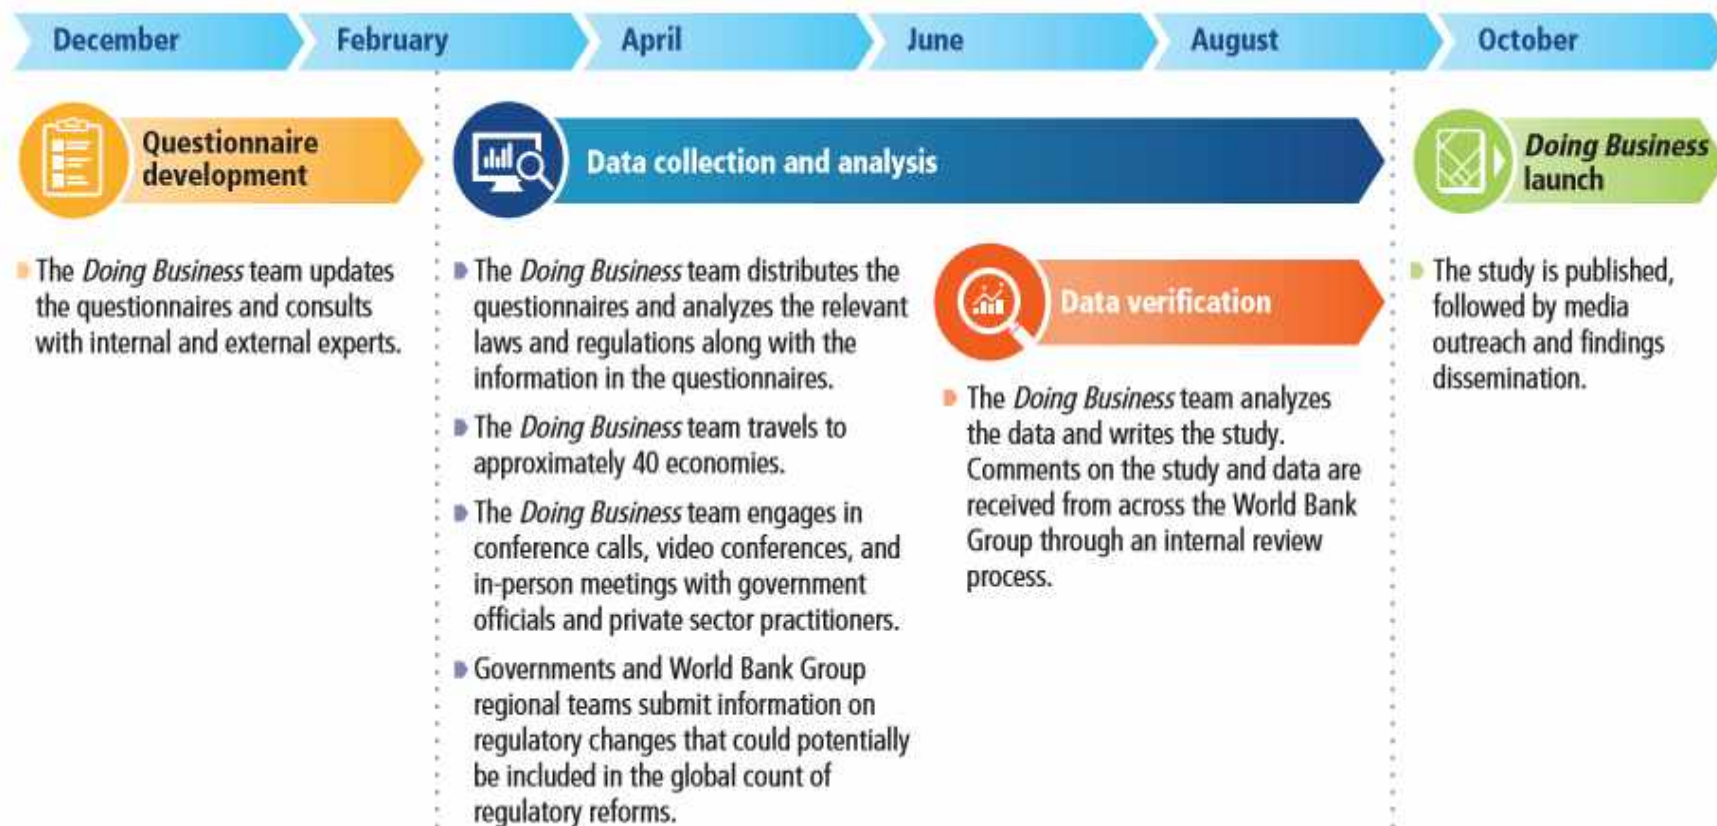 December
February
April
June
August
October
Questionnaire
development
The Doing Business team updates
the questionnaires and consults
with internal and external experts.
Data collection and analysis
The Doing Business team distributes the
questionnaires and analyzes the relevant
laws and regulations along with the
information in the questionnaires.
The Doing Business team travels to
approximately 40 economies.
The Doing Business team engages in
conference calls, video conferences, and
in-person meetings with government
officials and private sector practitioners.
Governments and World Bank Group
regional teams submit information on
regulatory changes that could potentially
be included in the global count of
regulatory reforms.
Data verification
The Doing Business team analyzes
the data and writes the study.
Comments on the study and data are
received from across the World Bank
Group through an internal review
process.
Doing Business
launch
The study is published,
followed by media
outreach and findings
dissemination.